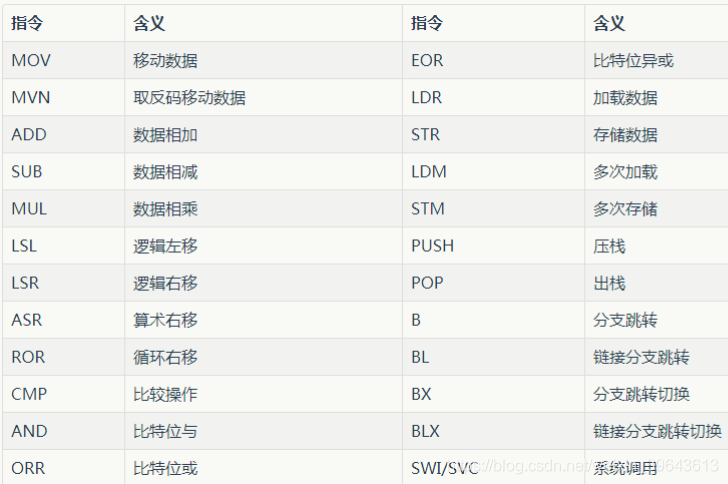 指令 含义 指令 含义
MOV 移动数据 EOR 比特位异或
MVN 取反码移动数据 LDR 加载数据
ADD 数据相加 STR 存储数据
SUB 数据相减 LDM 多次加载
MUL 数据相乘 STM 多次存储
LSL 逻辑左移 PUSH 压栈
LSR 逻辑右移 POP 出栈
ASR 算术右移 B 分支跳转
ROR 循环右移 BL 链接分支跳转
CMP 比较操作 BX 分支跳转切换
AND 比特位与 BLX 链接分支跳转切换
ORR 比特位或 SWI/SVC 系统调用